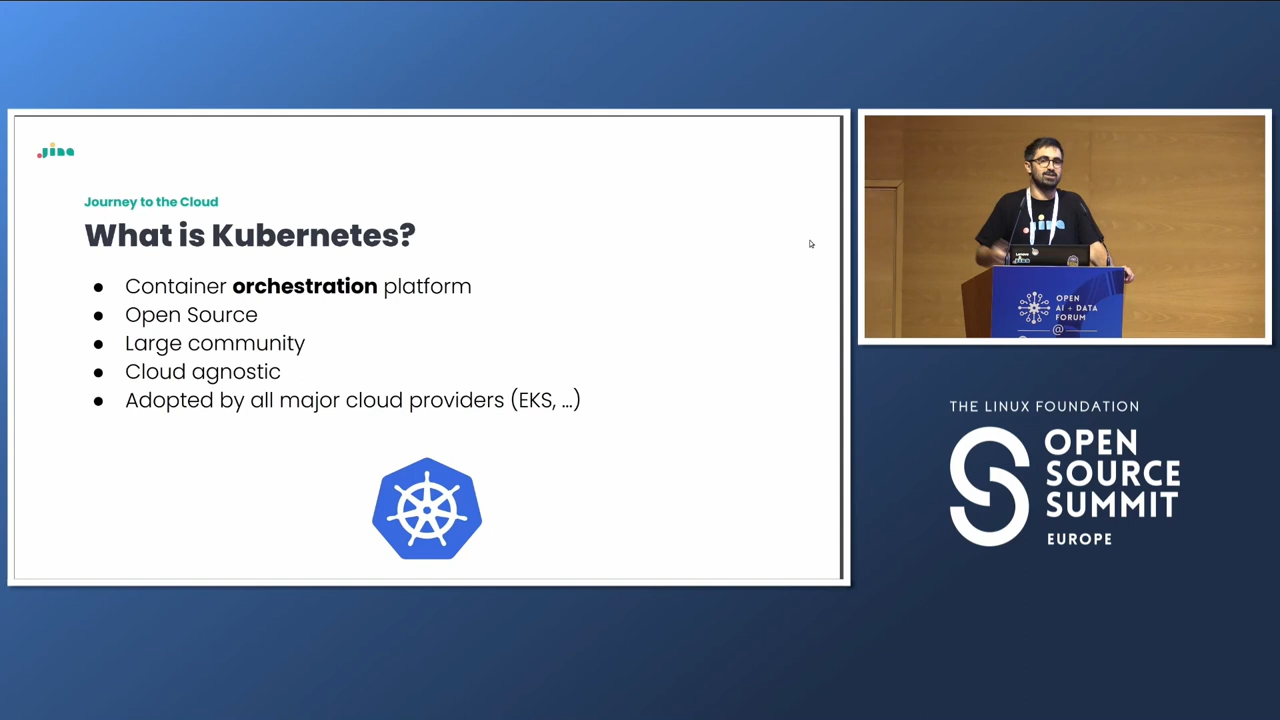 Jina
Journey to the Cloud
What is Kubernetes?
● Container orchestration platform
● Open Source
● Large community
● Cloud agnostic
● Adopted by all major cloud providers (EKS, ...)
Jina
OPEN
AI + DATA
FORUM
@
THE LINUX FOUNDATION
OPEN
SOURCE
SUMMIT
EUROPE